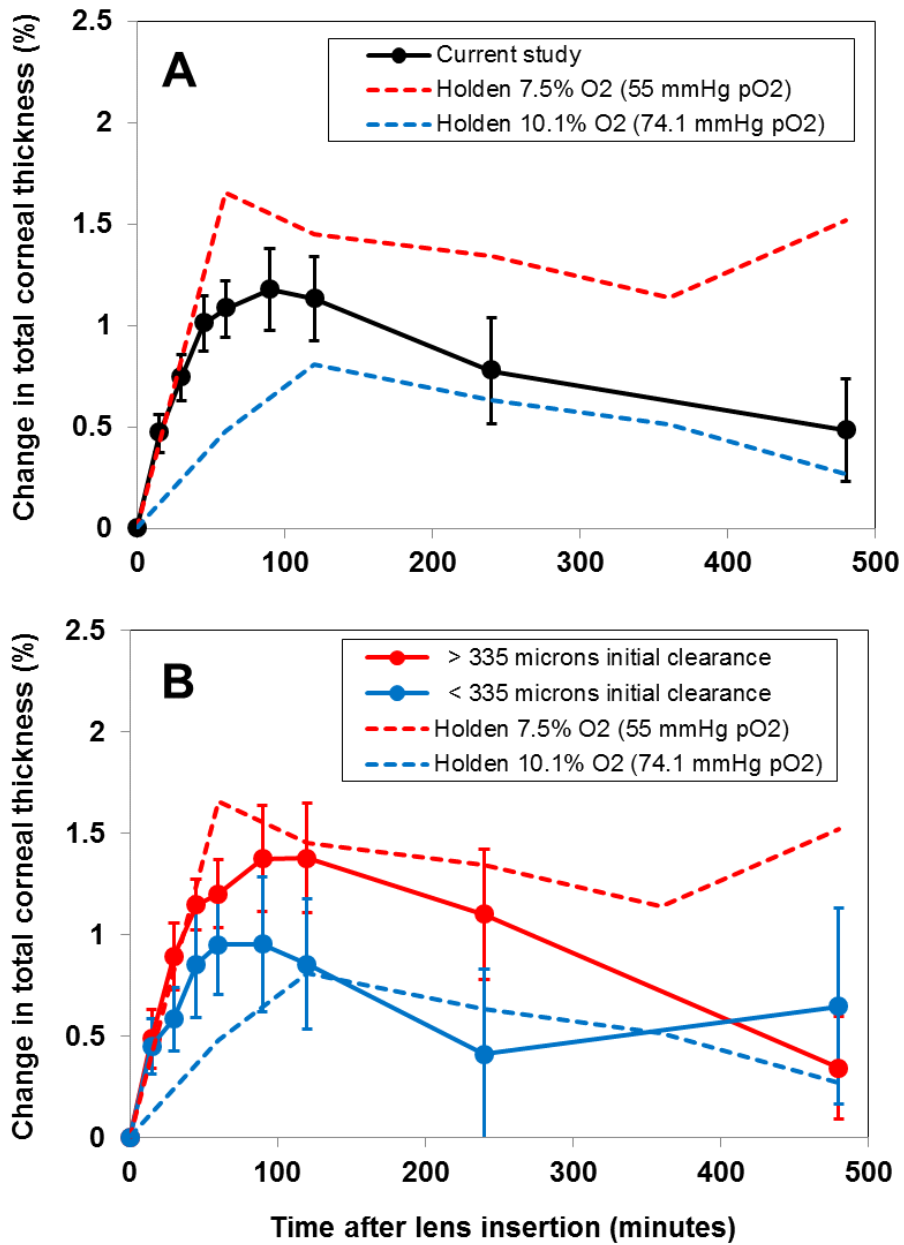 2.5
2
1.5
1
0.5
0
Change in total corneal thickness (%)
A
Current study
Holden 7.5% O2 (55 mmHg pO2)
Holden 10.1% O2 (74.1 mmHg pO2)
0 100 200 300 400 500
2.5
2
1.5
1
0.5
0
Change in total corneal thickness (%)
B
> 335 microns initial clearance
< 335 microns initial clearance
Holden 7.5% O2 (55 mmHg pO2)
Holden 10.1% O2 (74.1 mmHg pO2)
0 100 200 300 400 500
Time after lens insertion (minutes)